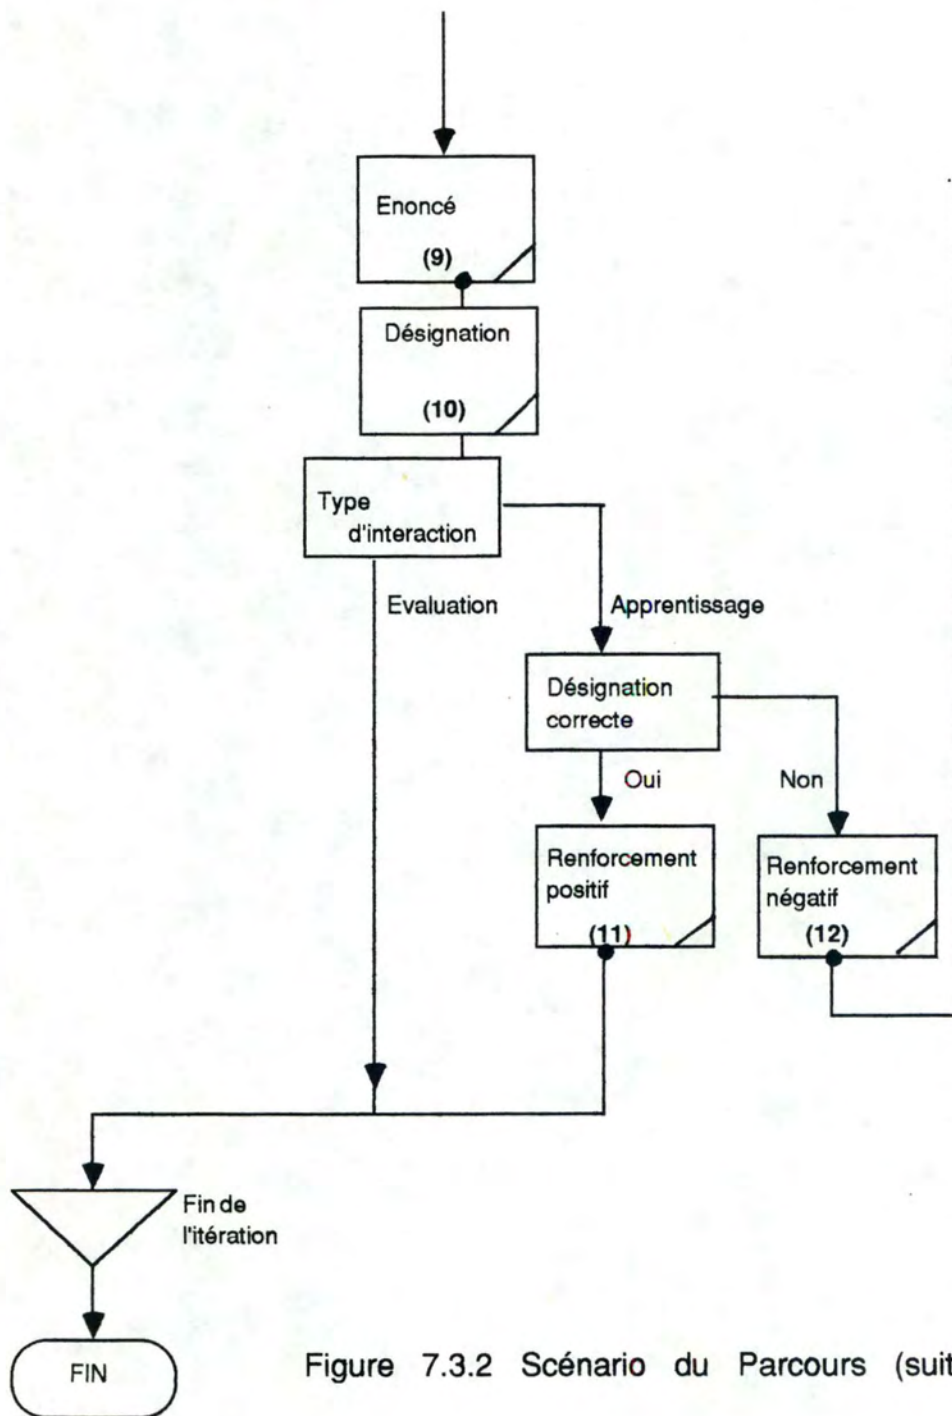 Enoncé
(9)
Désignation
(10)
Type
d'interaction
Evaluation
Apprentissage
Désignation
correcte
Oui
Non
Renforcement
positif
(11)
Renforcement
négatif
(12)
Fin de
l'itération
FIN
Figure 7.3.2 Scénario du Parcours (suit